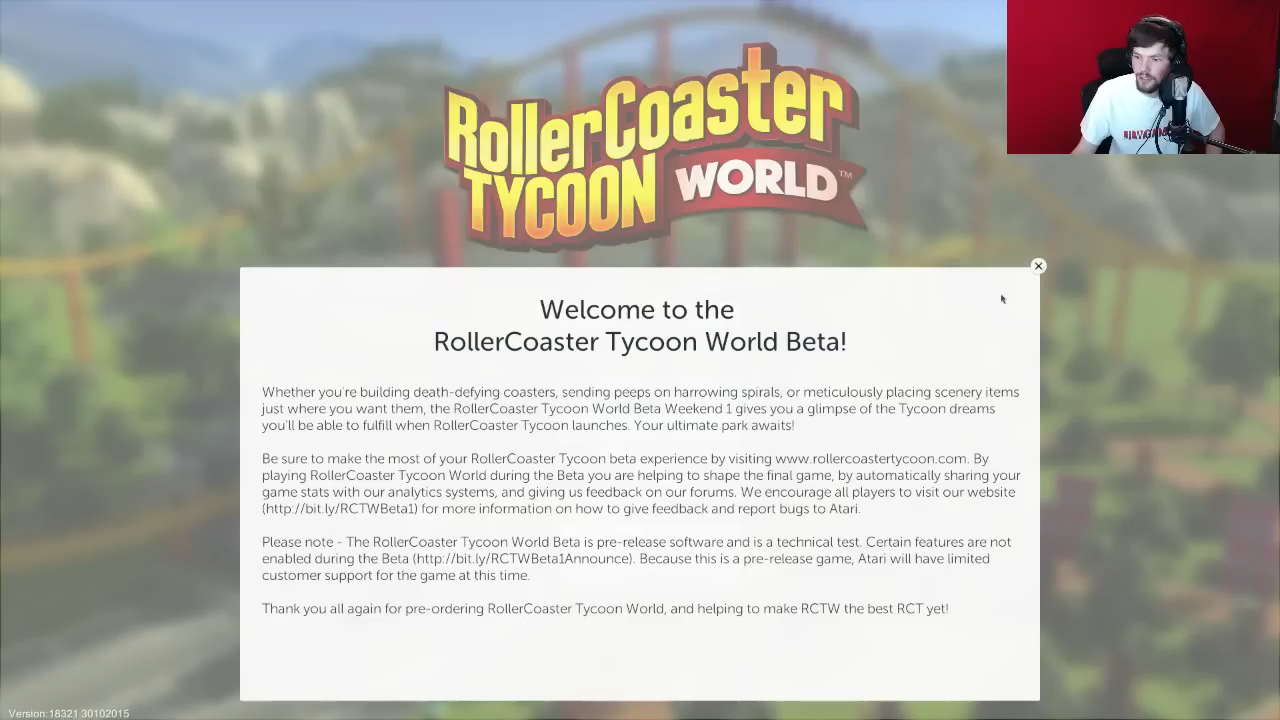 RollerCoaster
TYCOON WORLD™
Welcome to the
RollerCoaster Tycoon World Beta!
Whether you're building death-defying coasters, sending peeps on harrowing spirals, or meticulously placing scenery items
just where you want them, the RollerCoaster Tycoon World Beta Weekend 1 gives you a glimpse of the Tycoon dreams
you'll be able to fulfill when RollerCoaster Tycoon launches. Your ultimate park awaits!
Be sure to make the most of your RollerCoaster Tycoon beta experience by visiting www.rollercoastertycoon.com. By
playing RollerCoaster Tycoon World during the Beta you are helping to shape the final game, by automatically sharing your
game stats with our analytics systems, and giving us feedback on our forums. We encourage all players to visit our website
(http://bit.ly/RCTWBeta1) for more information on how to give feedback and report bugs to Atari.
Please note - The RollerCoaster Tycoon World Beta is pre-release software and is a technical test. Certain features are not
enabled during the Beta (http://bit.ly/RCTWBeta1Announce). Because this is a pre-release game, Atari will have limited
customer support for the game at this time.
Thank you all again for pre-ordering RollerCoaster Tycoon World, and helping to make RCTW the best RCT yet!
Version:18321 30102015